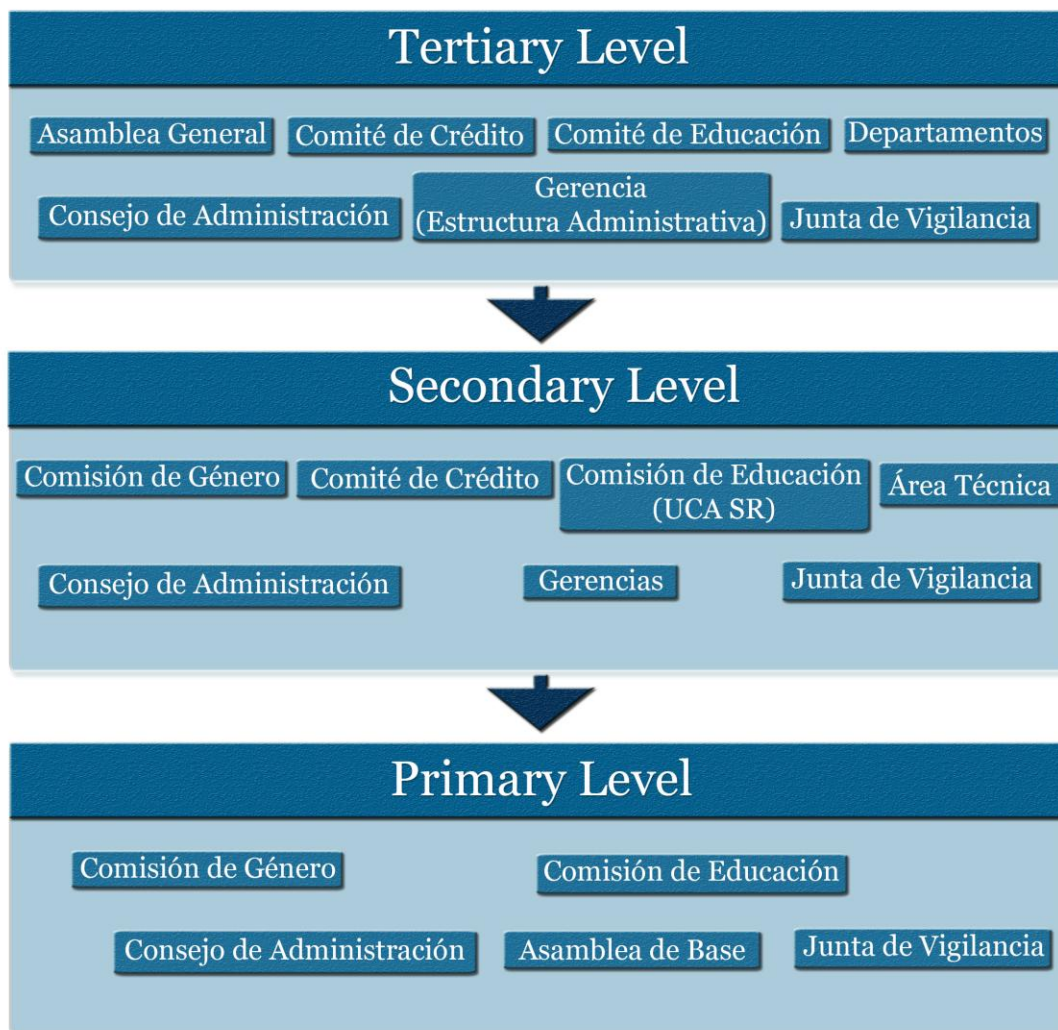 Tertiary Level
Asamblea General
Comité de Crédito
Comité de Educación
Departamentos
Consejo de Administración
Gerencia
(Estructura Administrativa)
Junta de Vigilancia
Secondary Level
Comisión de Género
Comité de Crédito
Comisión de Educación
(UCA SR)
Área Técnica
Consejo de Administración
Gerencias
Junta de Vigilancia
Primary Level
Comisión de Género
Comisión de Educación
Consejo de Administración
Asamblea de Base
Junta de Vigilancia